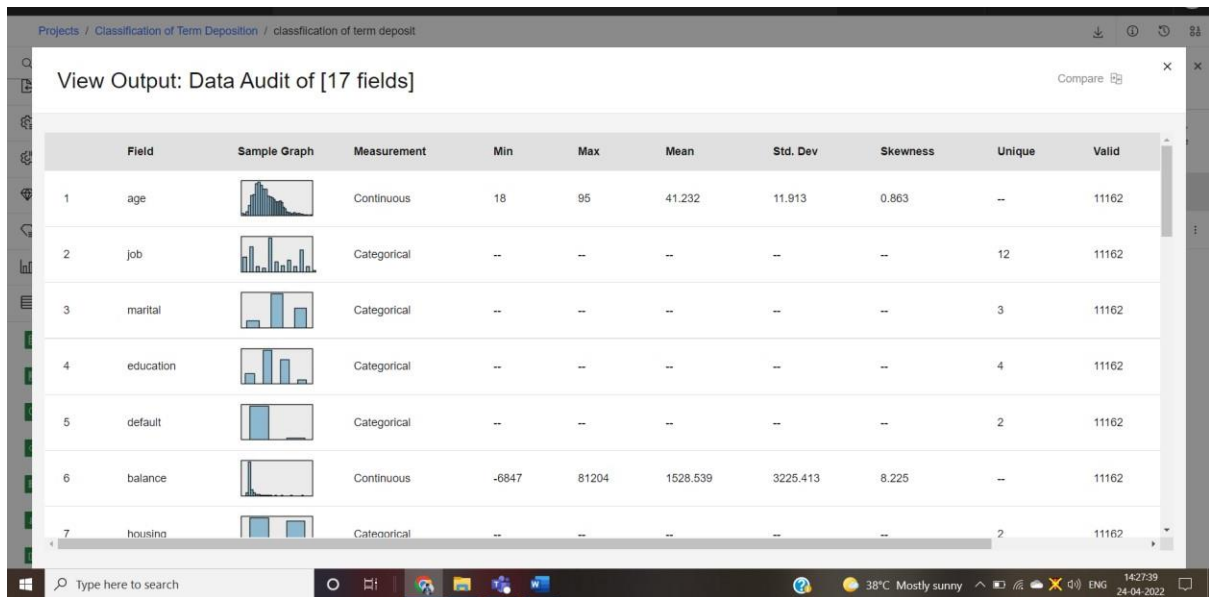 Projects / Classification of Term Deposition / classfiication of term deposit
View Output: Data Audit of [17 fields]
Compare
Field Sample Graph Measurement Min Max Mean Std. Dev Skewness Unique Valid
1 age Continuous 18 95 41.232 11.913 0.863 -- 11162
2 job Categorical -- -- -- -- -- 12 11162
3 marital Categorical -- -- -- -- -- 3 11162
4 education Categorical -- -- -- -- -- 4 11162
5 default Categorical -- -- -- -- -- 2 11162
6 balance Continuous -6847 81204 1528.539 3225.413 8.225 -- 11162
7 housing Categorical -- -- -- -- -- 2 11162
Type here to search
38°C Mostly sunny
ENG
14:27:39
24-04-2022